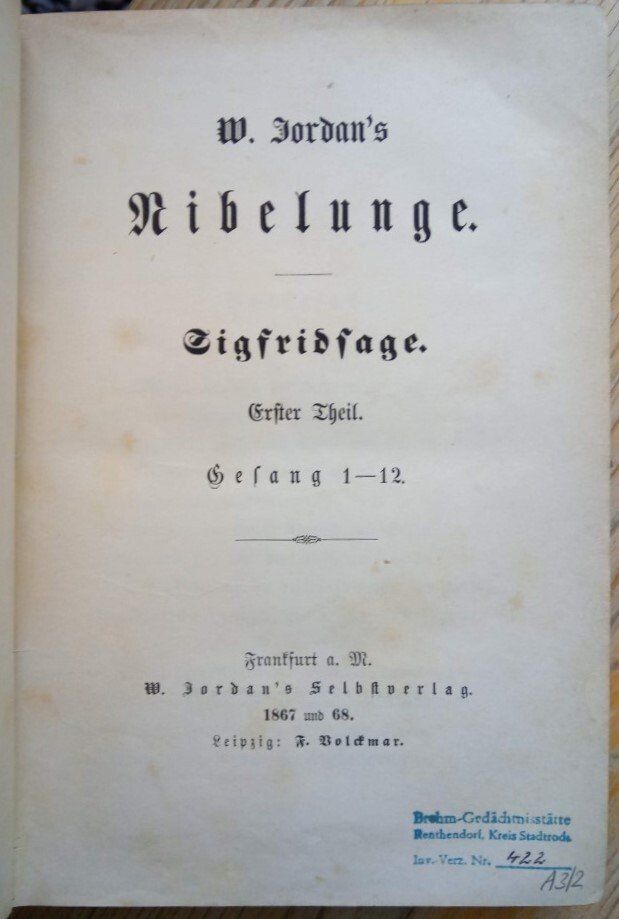 W. Jordan's
Nibelunge.
Sigfridsage.
Erster Theil.
Gesang 1—12.
Frankfurt a. M.
W. Jordan's Selbstverlag.
1867 und 68.
Leipzig: F. Volckmar.
Brehm-Gedächtnisstätte
Renthendorf, Kreis Stadtroda
Inv.-Verz. Nr. 422
A3/2